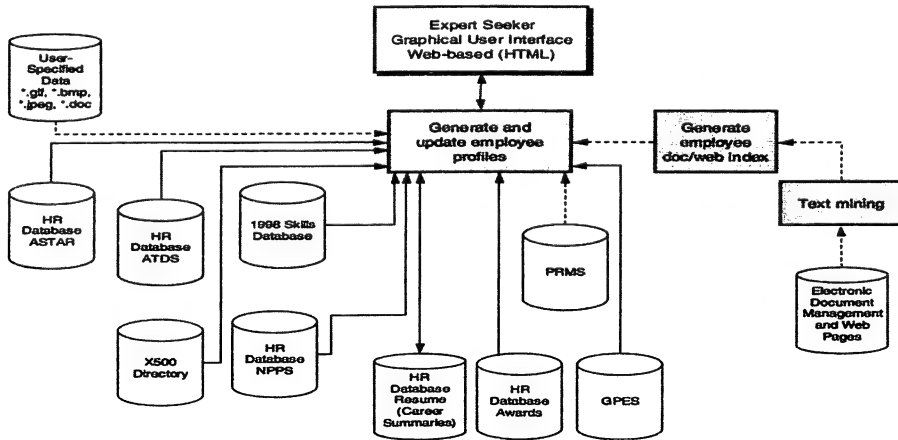 Expert Seeker
Graphical User Interface
Web-based (HTML)
User-
Specified
Data
*.gif, *.bmp,
*.jpeg, *.doc
Generate and
update employee
profiles
Generate
employee
doc/web index
Text mining
HR
Database
ASTAR
HR
Database
ATDS
1998 Skills
Database
PRMS
Electronic
Document
Management
and Web
Pages
X500
Directory
HR
Database
NPPS
HR
Database
Resume
(Career
Summaries)
HR
Database
Awards
GPES